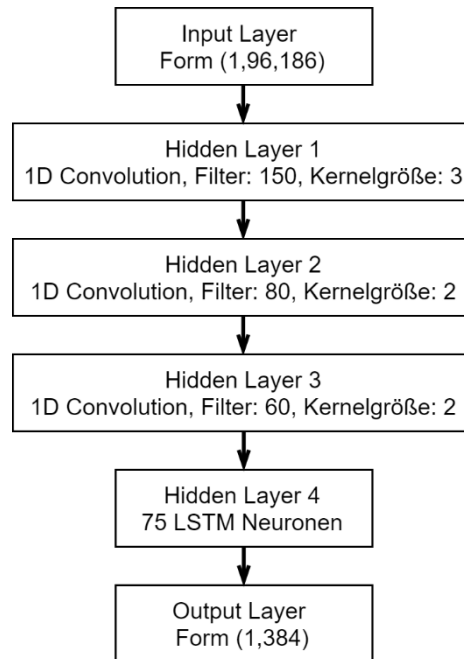 Input Layer
Form (1,96,186)
Hidden Layer 1
1D Convolution, Filter: 150, Kernelgröße: 3
Hidden Layer 2
1D Convolution, Filter: 80, Kernelgröße: 2
Hidden Layer 3
1D Convolution, Filter: 60, Kernelgröße: 2
Hidden Layer 4
75 LSTM Neuronen
Output Layer
Form (1,384)